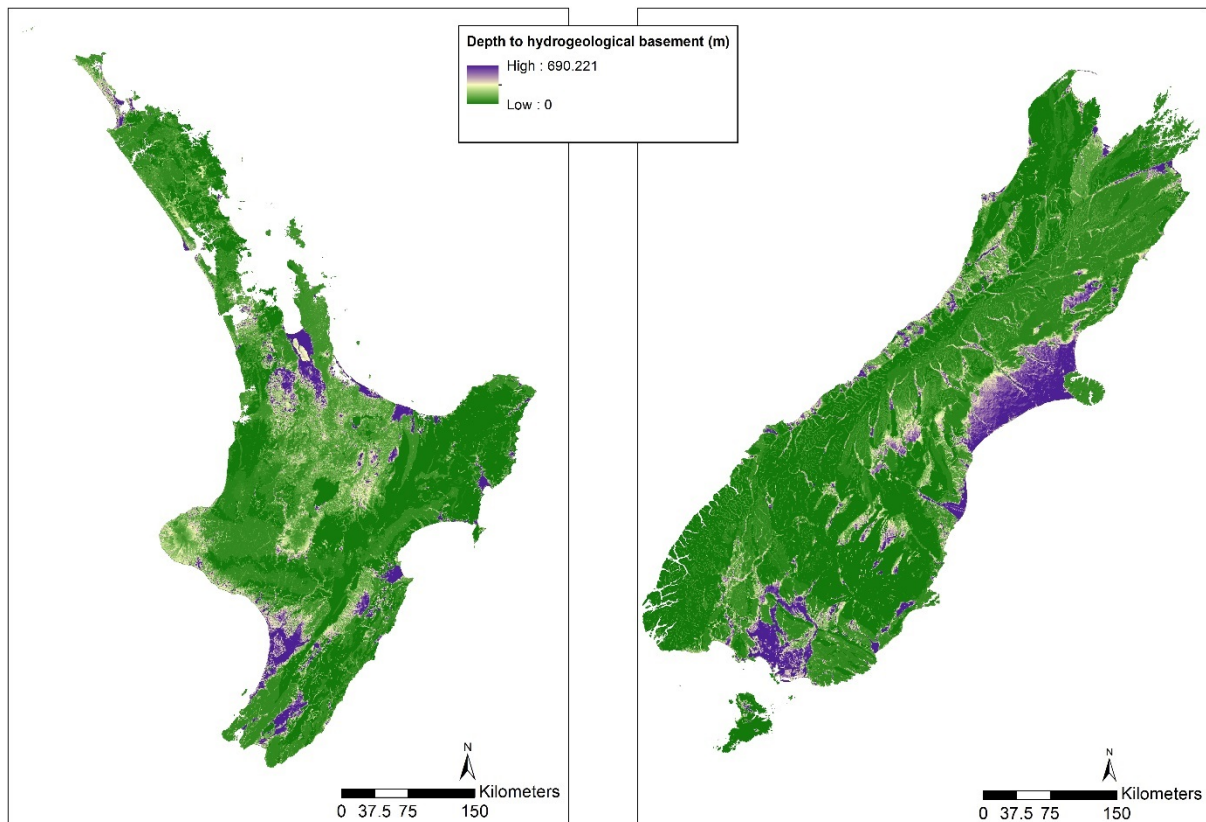 Depth to hydrogeological basement (m)
High : 690.221
Low : 0
N
Kilometers
0 37.5 75 150
N
Kilometers
0 37.5 75 150